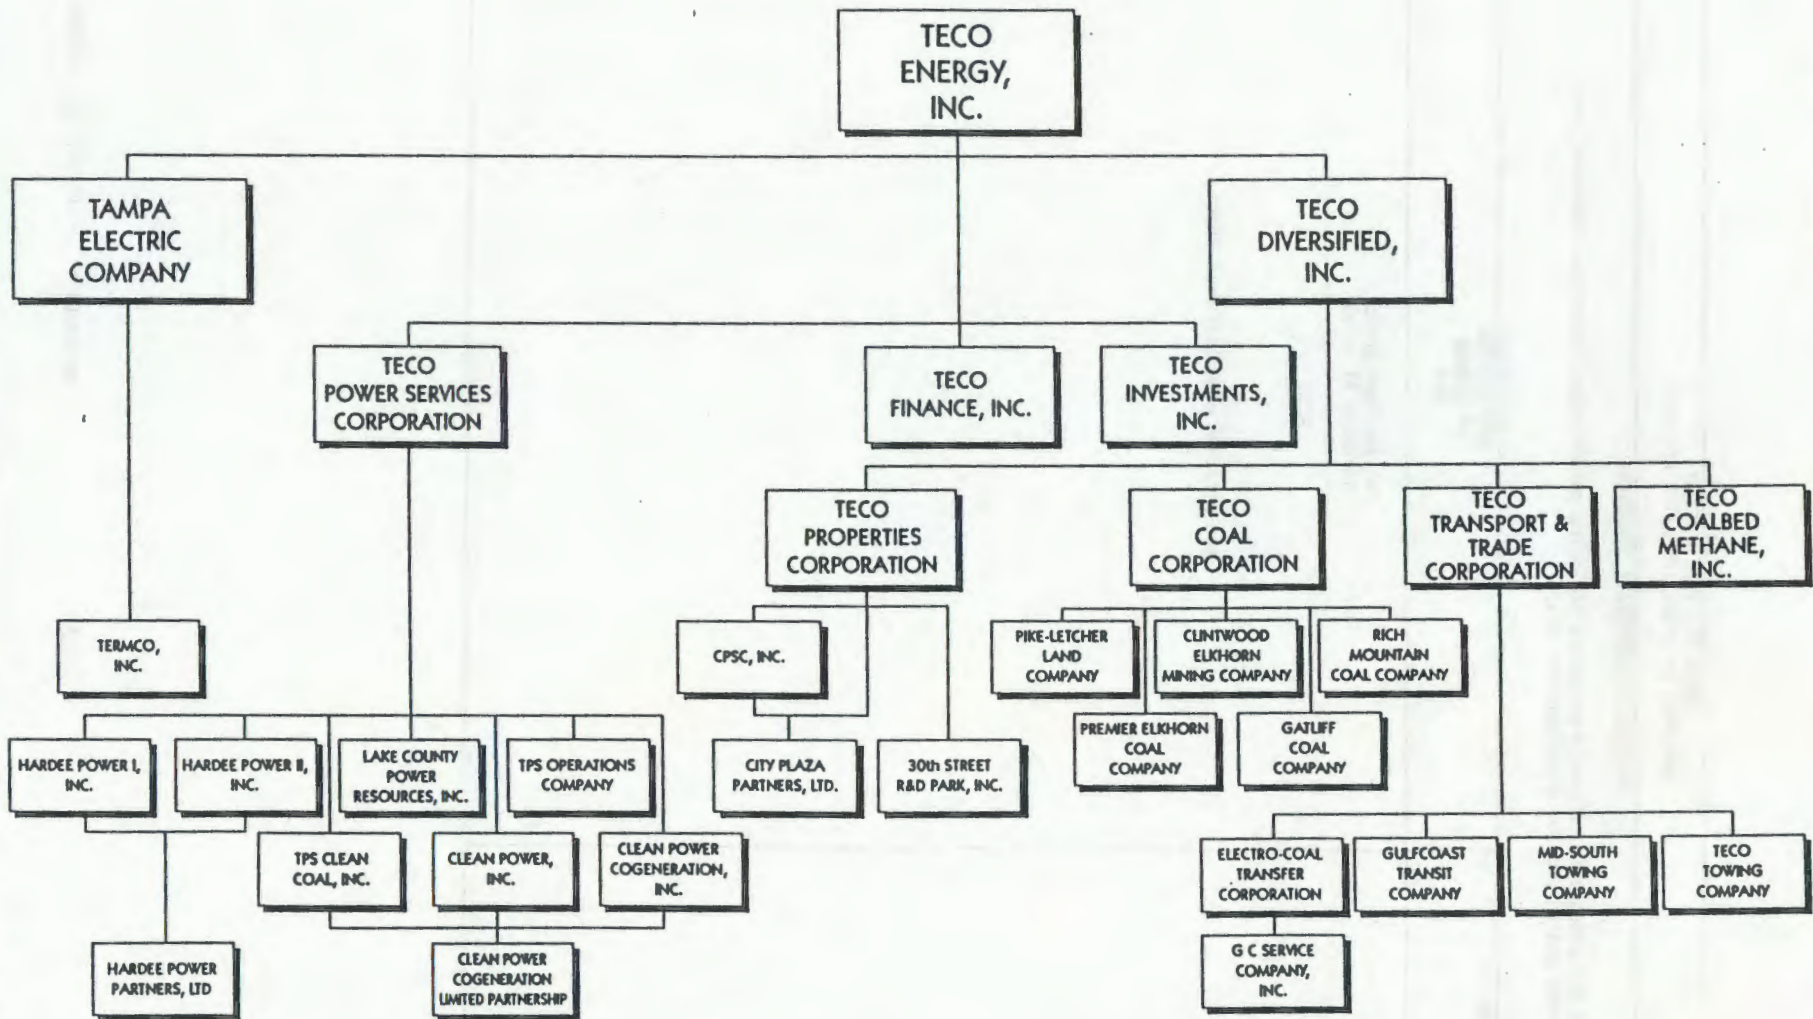 TECO
ENERGY,
INC.
TAMPA
ELECTRIC
COMPANY
TECO
DIVERSIFIED,
INC.
TECO
POWER SERVICES
CORPORATION
TECO
FINANCE, INC.
TECO
INVESTMENTS,
INC.
TECO
PROPERTIES
CORPORATION
TECO
COAL
CORPORATION
TECO
TRANSPORT &
TRADE
CORPORATION
TECO
COALBED
METHANE,
INC.
TERMCO,
INC.
CPSC, INC.
PIKE-LETCHER
LAND
COMPANY
CLINTWOOD
ELKHORN
MINING COMPANY
RICH
MOUNTAIN
COAL COMPANY
HARDEE POWER I,
INC.
HARDEE POWER II,
INC.
LAKE COUNTY
POWER
RESOURCES, INC.
TPS OPERATIONS
COMPANY
CITY PLAZA
PARTNERS, LTD.
30th STREET
R&D PARK, INC.
PREMIER ELKHORN
COAL
COMPANY
GATLIFF
COAL
COMPANY
TPS CLEAN
COAL, INC.
CLEAN POWER,
INC.
CLEAN POWER
COGENERATION,
INC.
ELECTRO-COAL
TRANSFER
CORPORATION
GULFCOAST
TRANSIT
COMPANY
MID-SOUTH
TOWING
COMPANY
TECO
TOWING
COMPANY
HARDEE POWER
PARTNERS, LTD
CLEAN POWER
COGENERATION
LIMITED PARTNERSHIP
G C SERVICE
COMPANY,
INC.